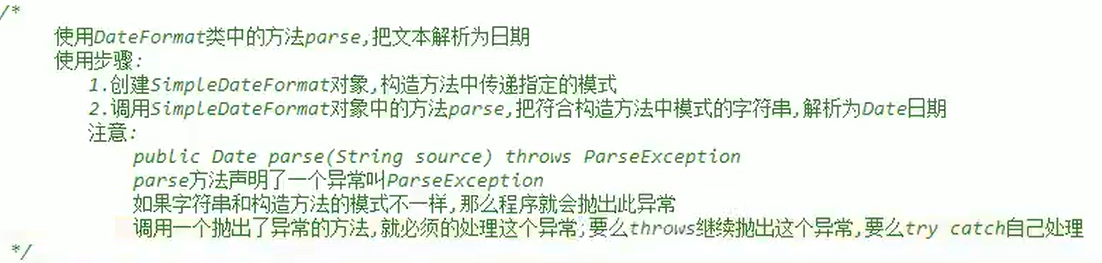 /*
使用DateFormat类中的方法parse,把文本解析为日期
使用步骤:
1.创建SimpleDateFormat对象,构造方法中传递指定的模式
2.调用SimpleDateFormat对象中的方法parse,把符合构造方法中模式的字符串,解析为Date日期
注意:
public Date parse(String source) throws ParseException
parse方法声明了一个异常叫ParseException
如果字符串和构造方法的模式不一样,那么程序就会抛出此异常
调用一个抛出了异常的方法,就必须的处理这个异常;要么throws继续抛出这个异常,要么try catch自己处理
*/